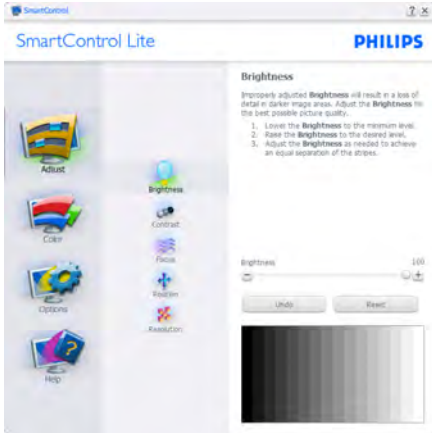 SmartControl
? ×
SmartControl Lite
PHILIPS
Brightness
Improperly adjusted Brightness will result in a loss of
detail in darker image areas. Adjust the Brightness for
the best possible picture quality.
1. Lower the Brightness to the minimum level.
2. Raise the Brightness to the desired level.
3. Adjust the Brightness as needed to achieve
an equal separation of the stripes.
Adjust
Color
Options
Help
Brightness
Contrast
Focus
Position
Resolution
Brightness 100
Undo
Reset